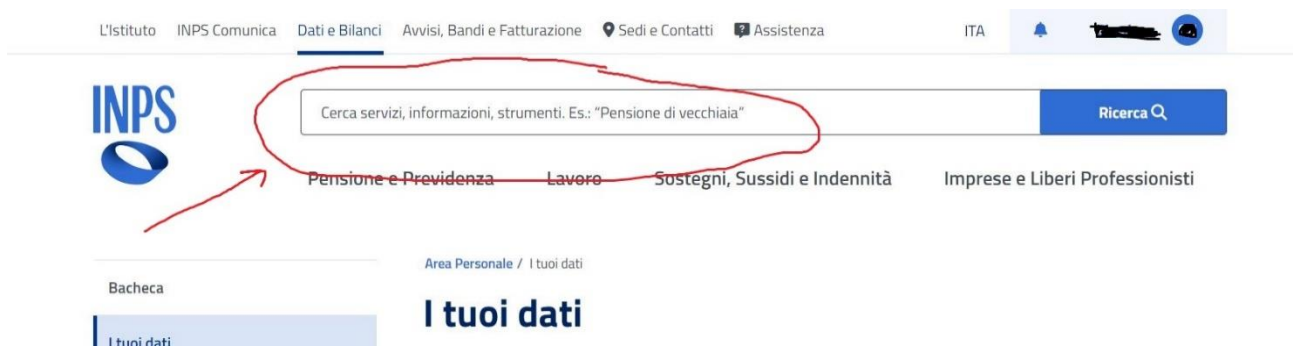 L'Istituto INPS Comunica Dati e Bilanci Avvisi, Bandi e Fatturazione Sedi e Contatti Assistenza ITA
INPS
Cerca servizi, informazioni, strumenti. Es.: "Pensione di vecchiaia" Ricerca
Pensione e Previdenza Lavoro Sostegni, Sussidi e Indennità Imprese e Liberi Professionisti
Area Personale / I tuoi dati
Bacheca
I tuoi dati
I tuoi dati